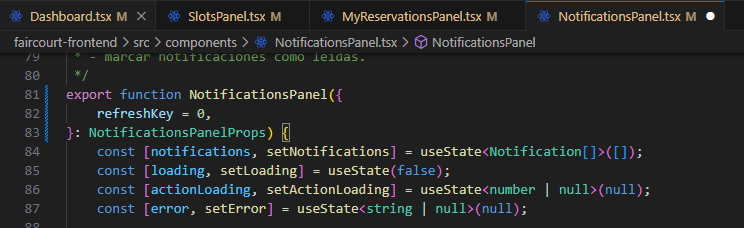 Dashboard.tsx M SlotsPanel.tsx M MyReservationsPanel.tsx M NotificationsPanel.tsx M
faircourt-frontend > src > components > NotificationsPanel.tsx > NotificationsPanel
79 * - marcar notificaciones como leídas.
80 */
81 export function NotificationsPanel({
82 refreshKey = 0,
83 }: NotificationsPanelProps) {
84 const [notifications, setNotifications] = useState<Notification[]>([]);
85 const [loading, setLoading] = useState(false);
86 const [actionLoading, setActionLoading] = useState<number | null>(null);
87 const [error, setError] = useState<string | null>(null);